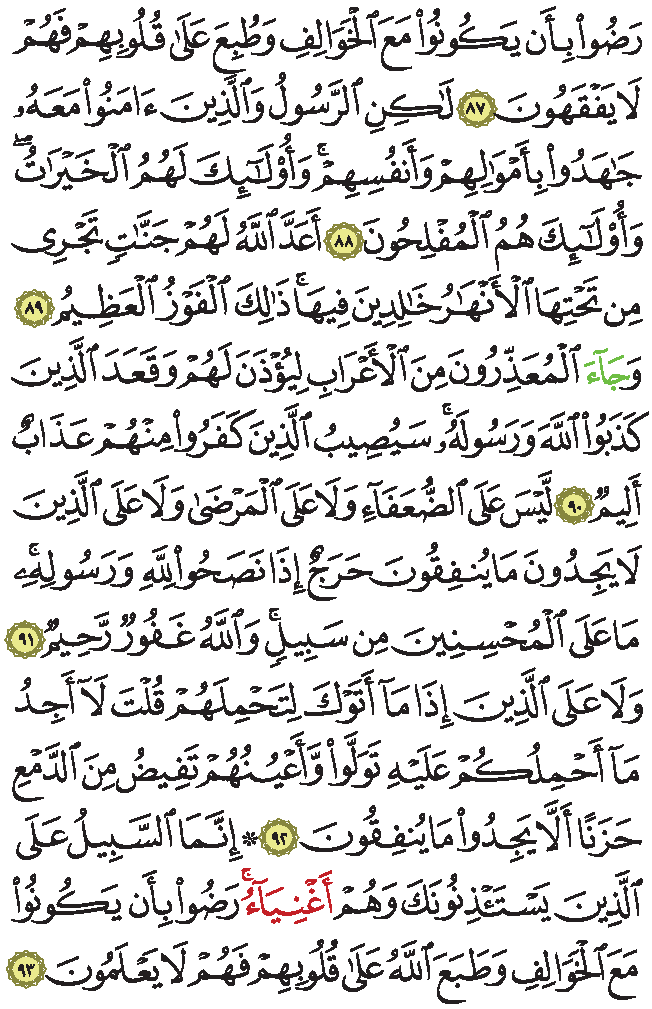 رَضُوا۟ بِأَن يَكُونُوا۟ مَعَ ٱلْخَوَالِفِ وَطُبِعَ عَلَىٰ قُلُوبِهِمْ فَهُمْ
لَا يَفْقَهُونَ ٨٧ لَـٰكِنِ ٱلرَّسُولُ وَٱلَّذِينَ ءَامَنُوا۟ مَعَهُۥ
جَـٰهَدُوا۟ بِأَمْوَٰلِهِمْ وَأَنفُسِهِمْ ۚ وَأُو۟لَـٰٓئِكَ لَهُمُ ٱلْخَيْرَٰتُ ۖ
وَأُو۟لَـٰٓئِكَ هُمُ ٱلْمُفْلِحُونَ ٨٨ أَعَدَّ ٱللَّهُ لَهُمْ جَنَّـٰتٍ تَجْرِى
مِن تَحْتِهَا ٱلْأَنْهَـٰرُ خَـٰلِدِينَ فِيهَا ۚ ذَٰلِكَ ٱلْفَوْزُ ٱلْعَظِيمُ ٨٩
وَجَآءَ ٱلْمُعَذِّرُونَ مِنَ ٱلْأَعْرَابِ لِيُؤْذَنَ لَهُمْ وَقَعَدَ ٱلَّذِينَ
كَذَبُوا۟ ٱللَّهَ وَرَسُولَهُۥ ۚ سَيُصِيبُ ٱلَّذِينَ كَفَرُوا۟ مِنْهُمْ عَذَابٌ
أَلِيمٌ ٩٠ لَّيْسَ عَلَى ٱلضُّعَفَآءِ وَلَا عَلَى ٱلْمَرْضَىٰ وَلَا عَلَى ٱلَّذِينَ
لَا يَجِدُونَ مَا يُنفِقُونَ حَرَجٌ إِذَا نَصَحُوا۟ لِلَّهِ وَرَسُولِهِۦ ۚ
مَا عَلَى ٱلْمُحْسِنِينَ مِن سَبِيلٍ ۚ وَٱللَّهُ غَفُورٌ رَّحِيمٌ ٩١
وَلَا عَلَى ٱلَّذِينَ إِذَا مَآ أَتَوْكَ لِتَحْمِلَهُمْ قُلْتَ لَآ أَجِدُ
مَآ أَحْمِلُكُمْ عَلَيْهِ تَوَلَّوا۟ وَّأَعْيُنُهُمْ تَفِيضُ مِنَ ٱلدَّمْعِ
حَزَنًا أَلَّا يَجِدُوا۟ مَا يُنفِقُونَ ٩٢ * إِنَّمَا ٱلسَّبِيلُ عَلَى
ٱلَّذِينَ يَسْتَـْٔذِنُونَكَ وَهُمْ أَغْنِيَآءُ ۚ رَضُوا۟ بِأَن يَكُونُوا۟
مَعَ ٱلْخَوَالِفِ وَطَبَعَ ٱللَّهُ عَلَىٰ قُلُوبِهِمْ فَهُمْ لَا يَعْلَمُونَ ٩٣